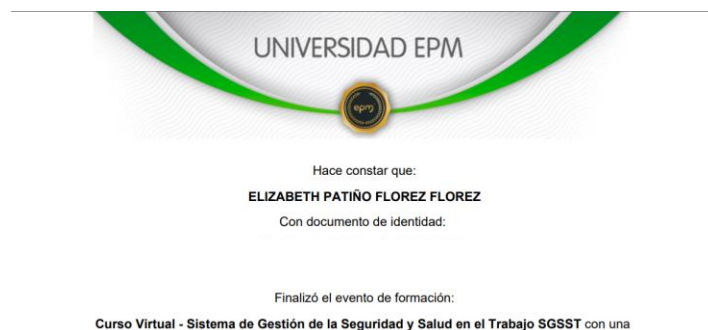 UNIVERSIDAD EPM
epm
Hace constar que:
ELIZABETH PATIÑO FLOREZ FLOREZ
Con documento de identidad:
Finalizó el evento de formación:
Curso Virtual - Sistema de Gestión de la Seguridad y Salud en el Trabajo SGSST con una